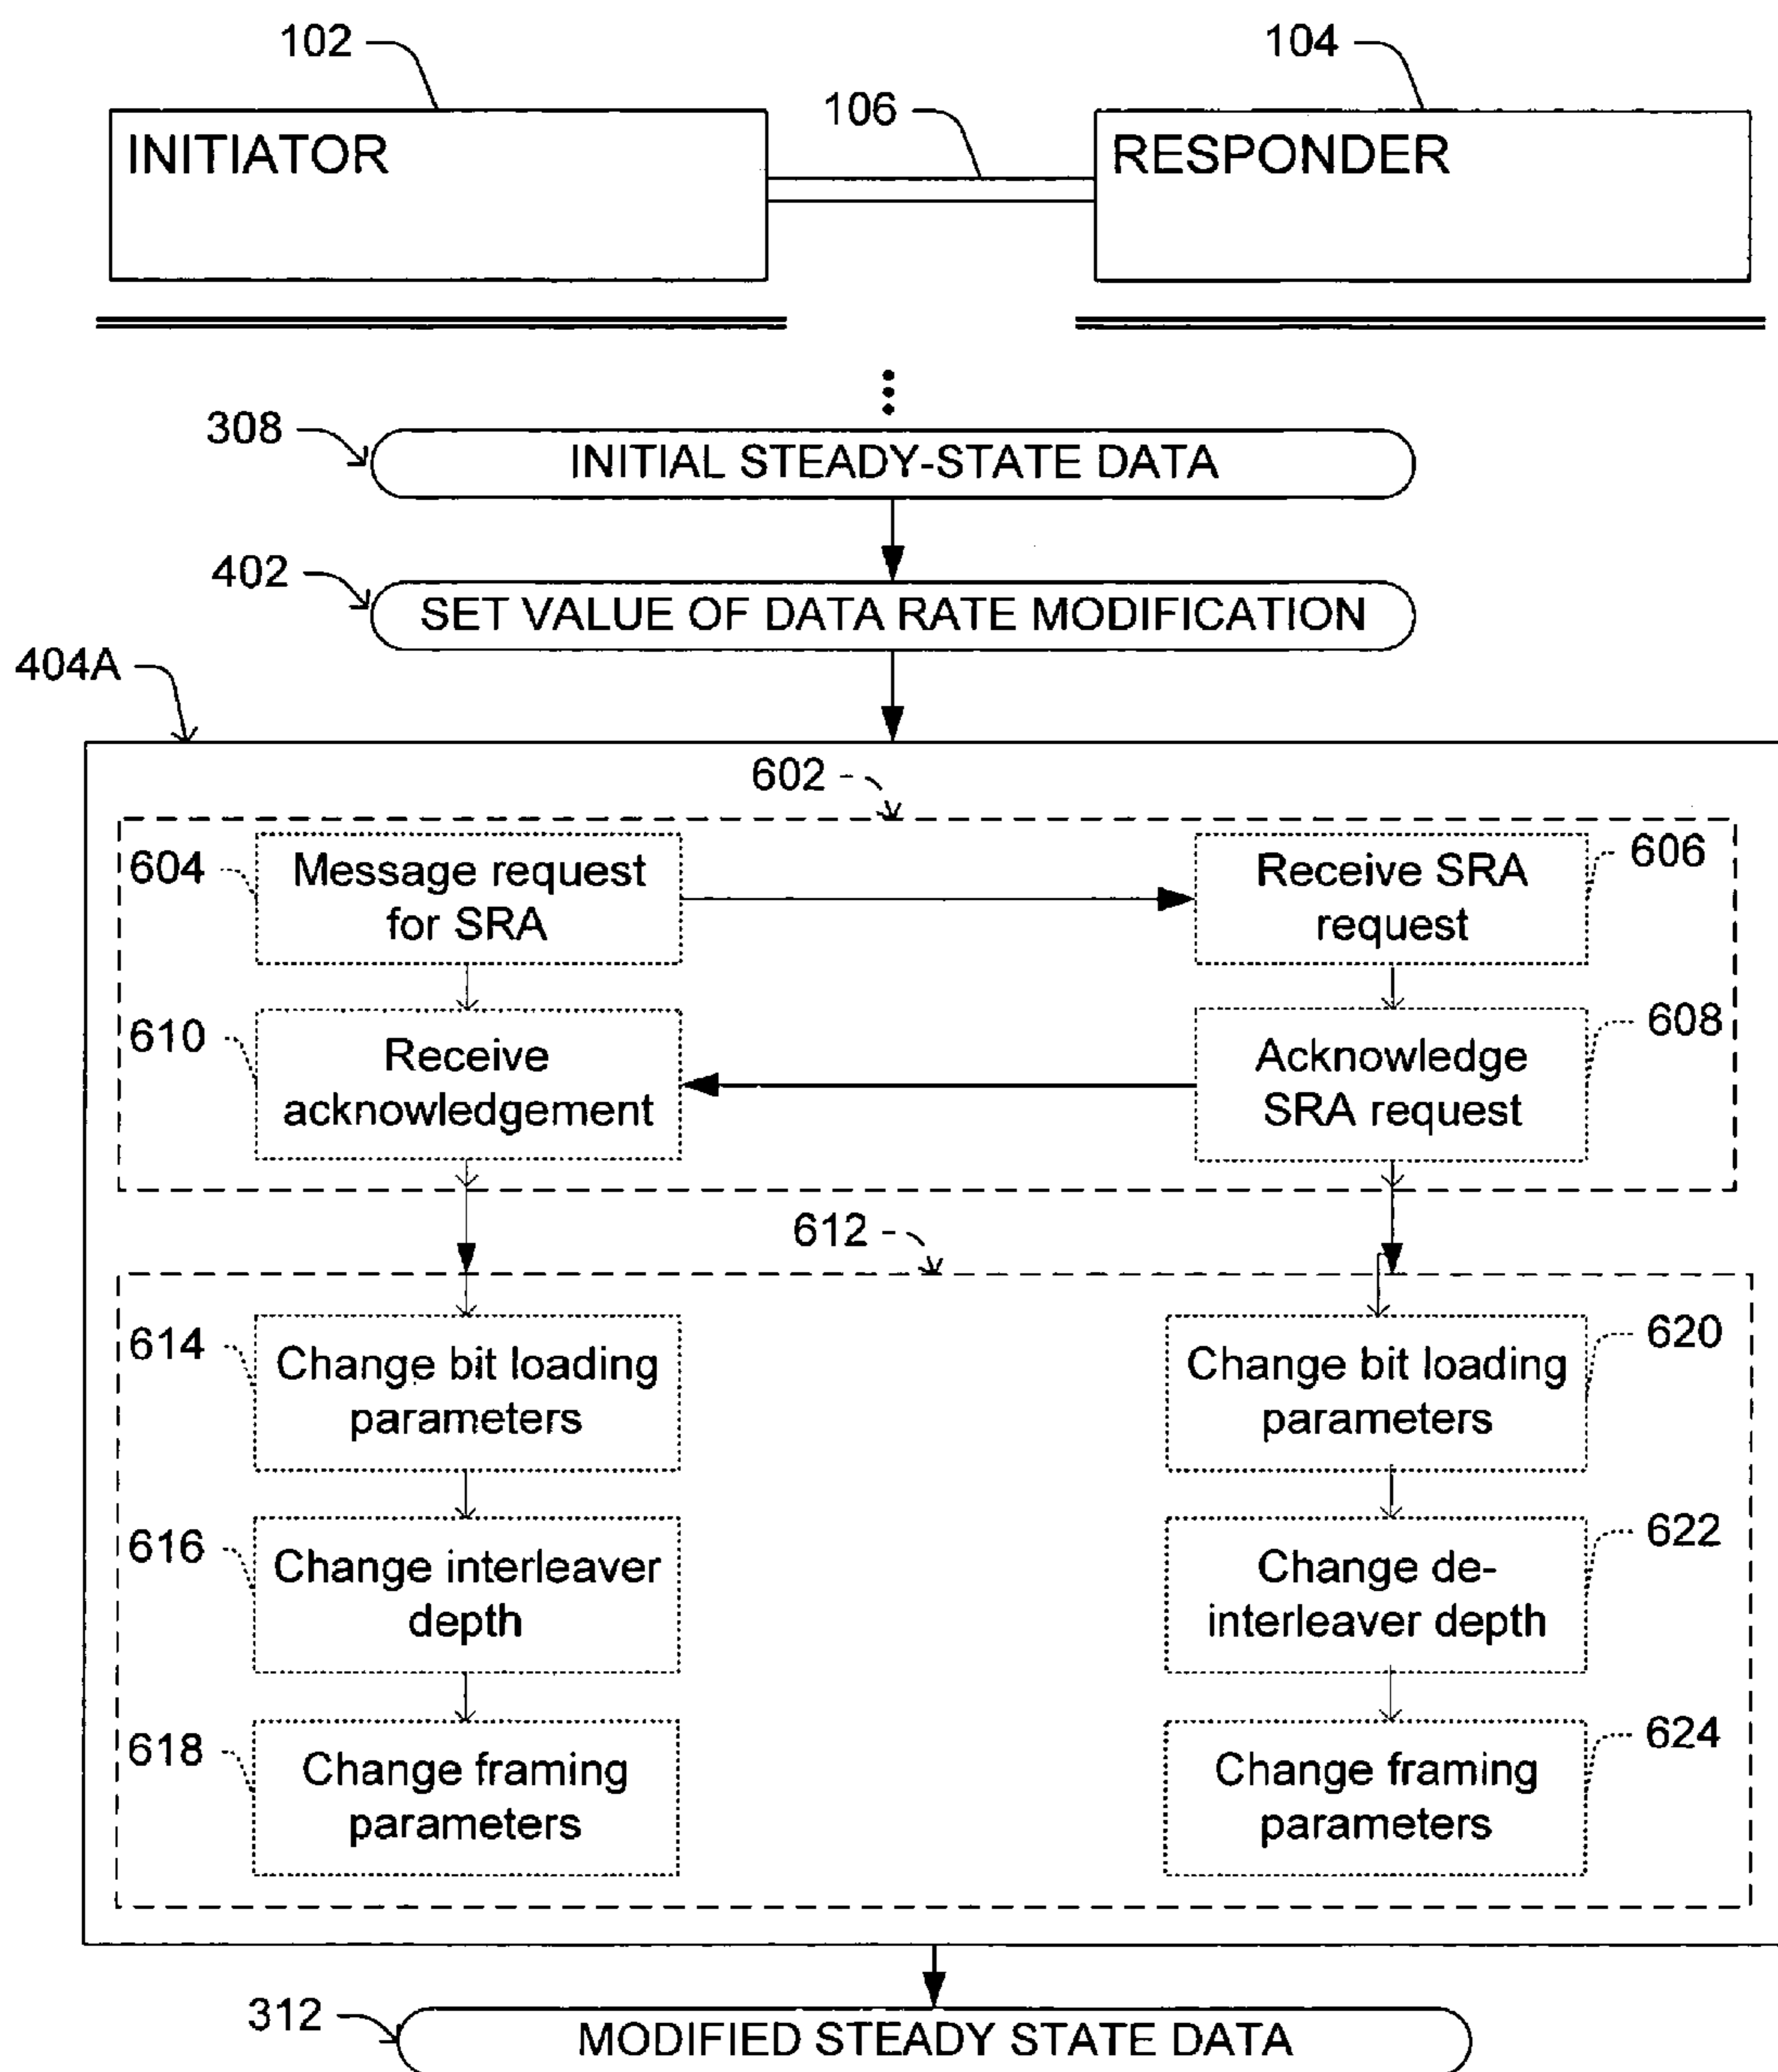 102
104
106
INITIATOR
RESPONDER
308
INITIAL STEADY-STATE DATA
402
SET VALUE OF DATA RATE MODIFICATION
404A
602
604
Message request
for SRA
Receive SRA
request
606
610
Receive
acknowledgement
Acknowledge
SRA request
608
612
614
Change bit loading
parameters
Change bit loading
parameters
620
616
Change interleaver
depth
Change de-
interleaver depth
622
618
Change framing
parameters
Change framing
parameters
624
312
MODIFIED STEADY STATE DATA